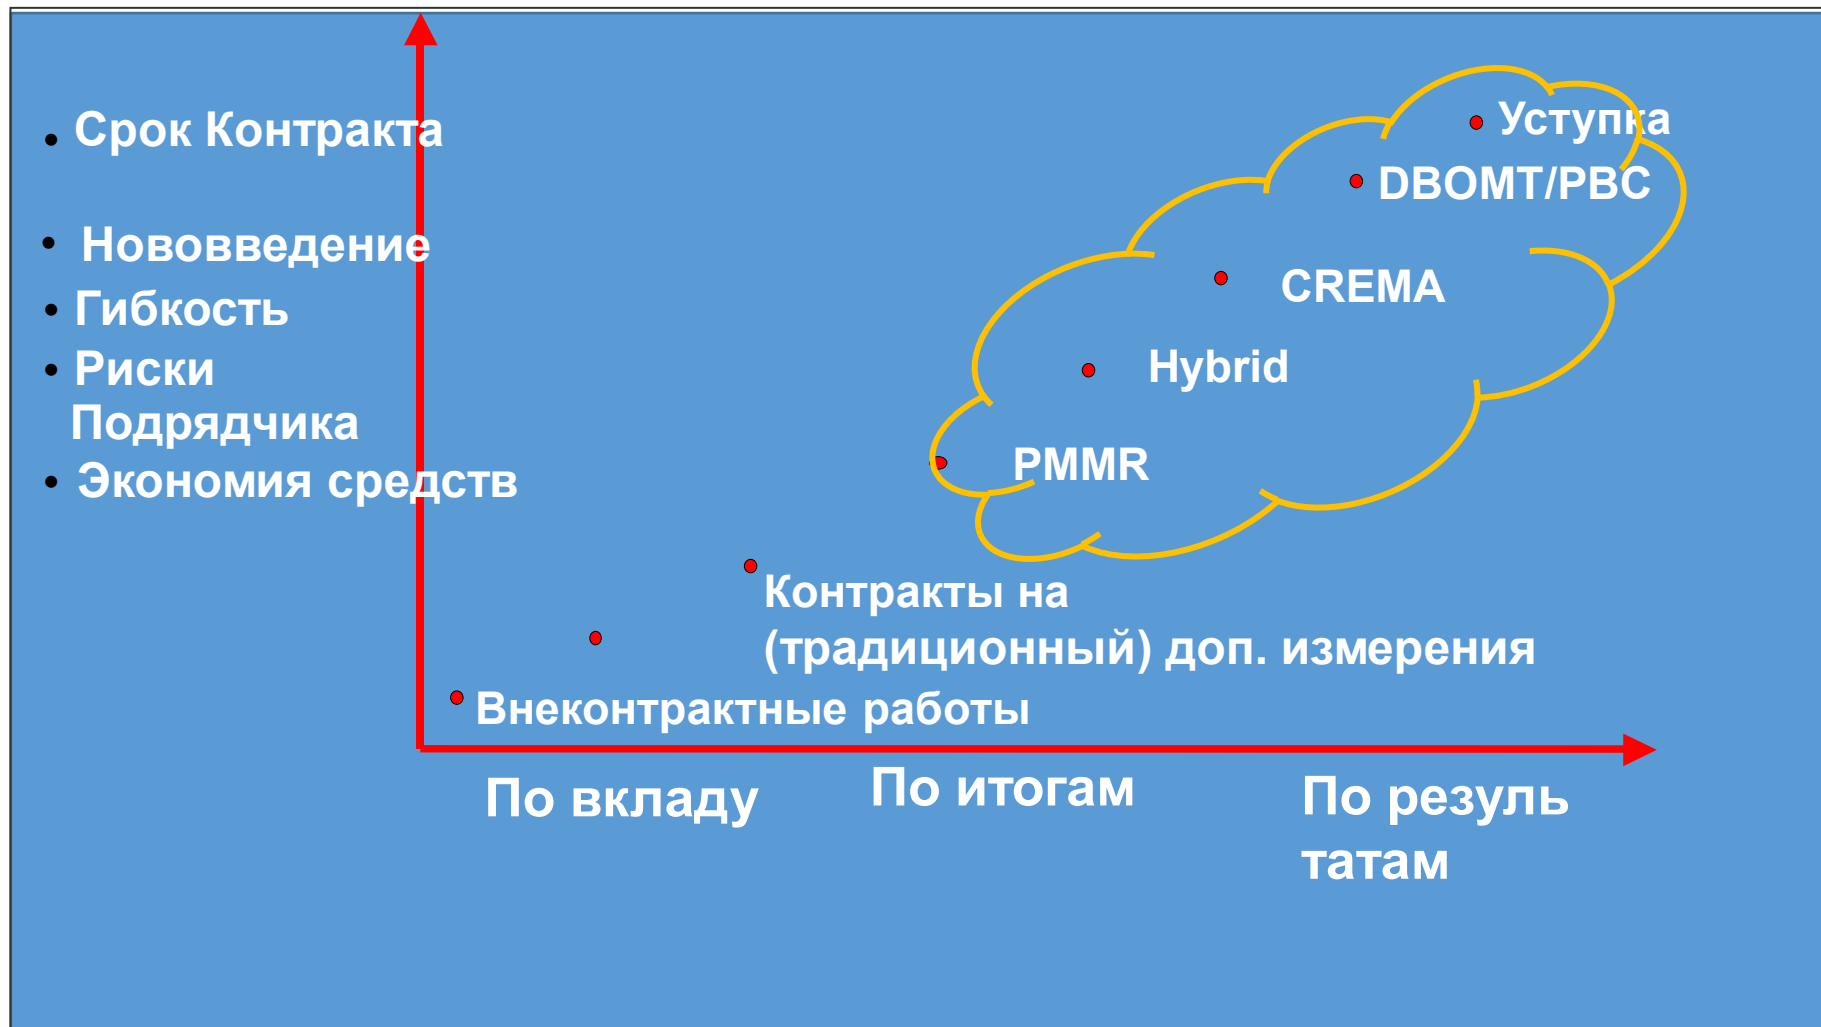 Срок Контракта
Нововведение
Гибкость
Риски
Подрядчика
Экономия средств
Уступка
DBOMT/PBC
CREMA
Hybrid
PMMR
Контракты на
(традиционный) доп. измерения
Внеконтрактные работы
По вкладу
По итогам
По резуль
татам